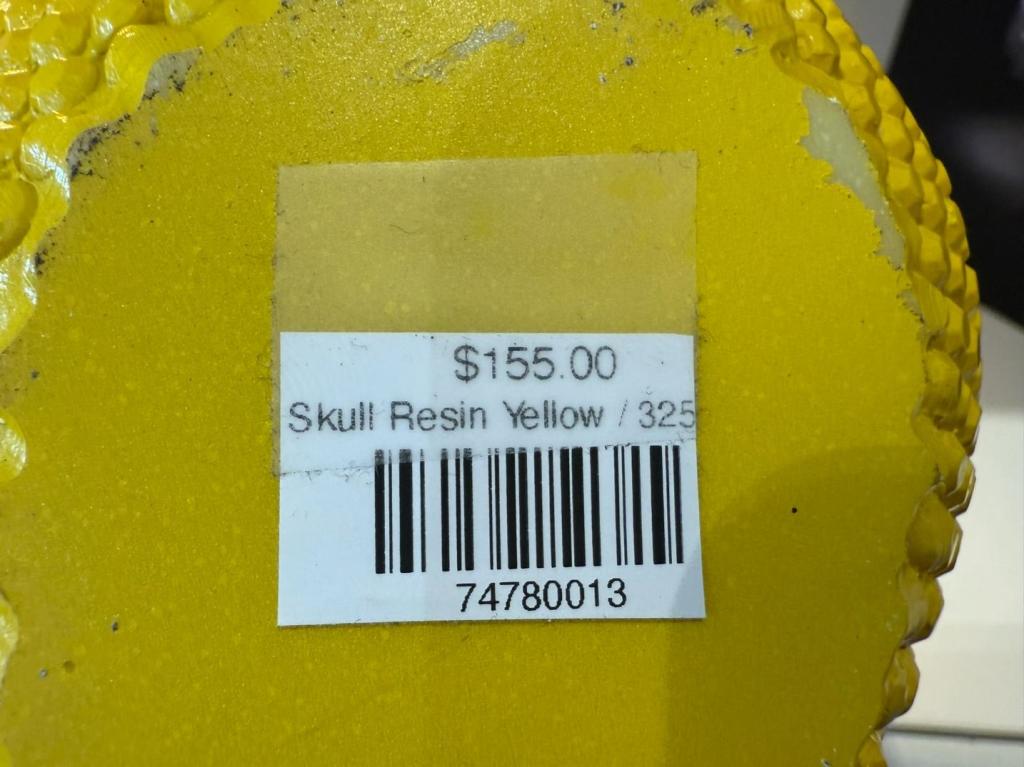 $155.00
Skull Resin Yellow / 325
74780013